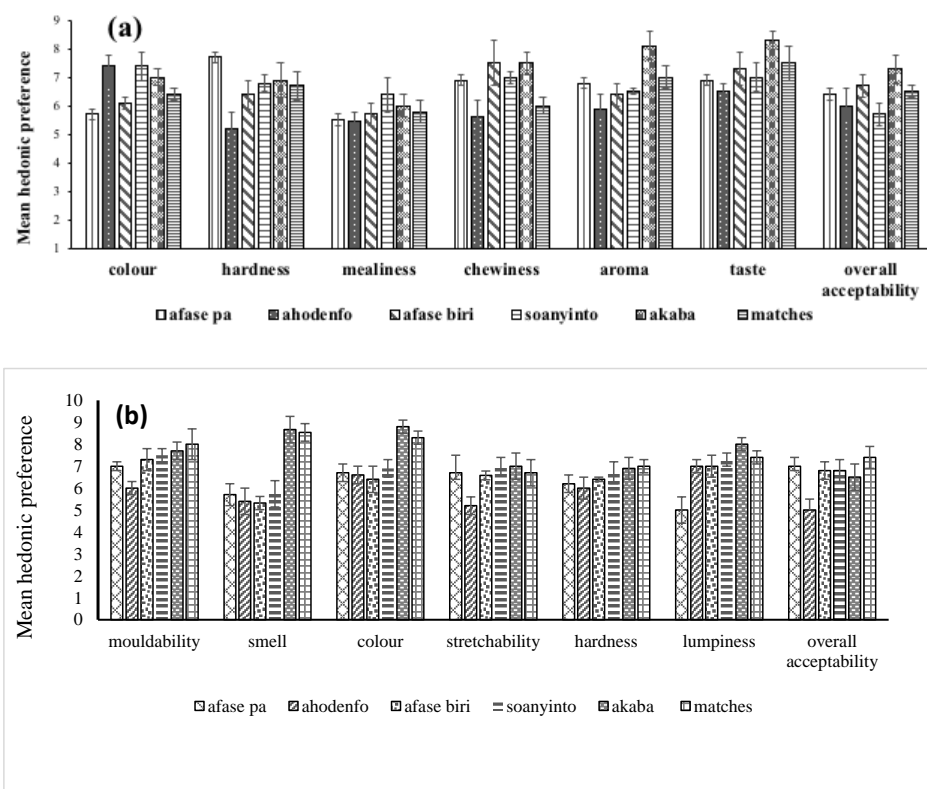 (a)
Mean hedonic preference
9
8
7
6
5
4
3
2
1
colour hardness mealiness chewiness aroma taste overall
acceptability
afase pa ahodenfo afase biri soanyinto akaba matches
(b)
Mean hedonic preference
10
9
8
7
6
5
4
3
2
1
0
mouldability smell colour stretchability hardness lumpiness overall
acceptability
afase pa ahodenfo afase biri soanyinto akaba matches